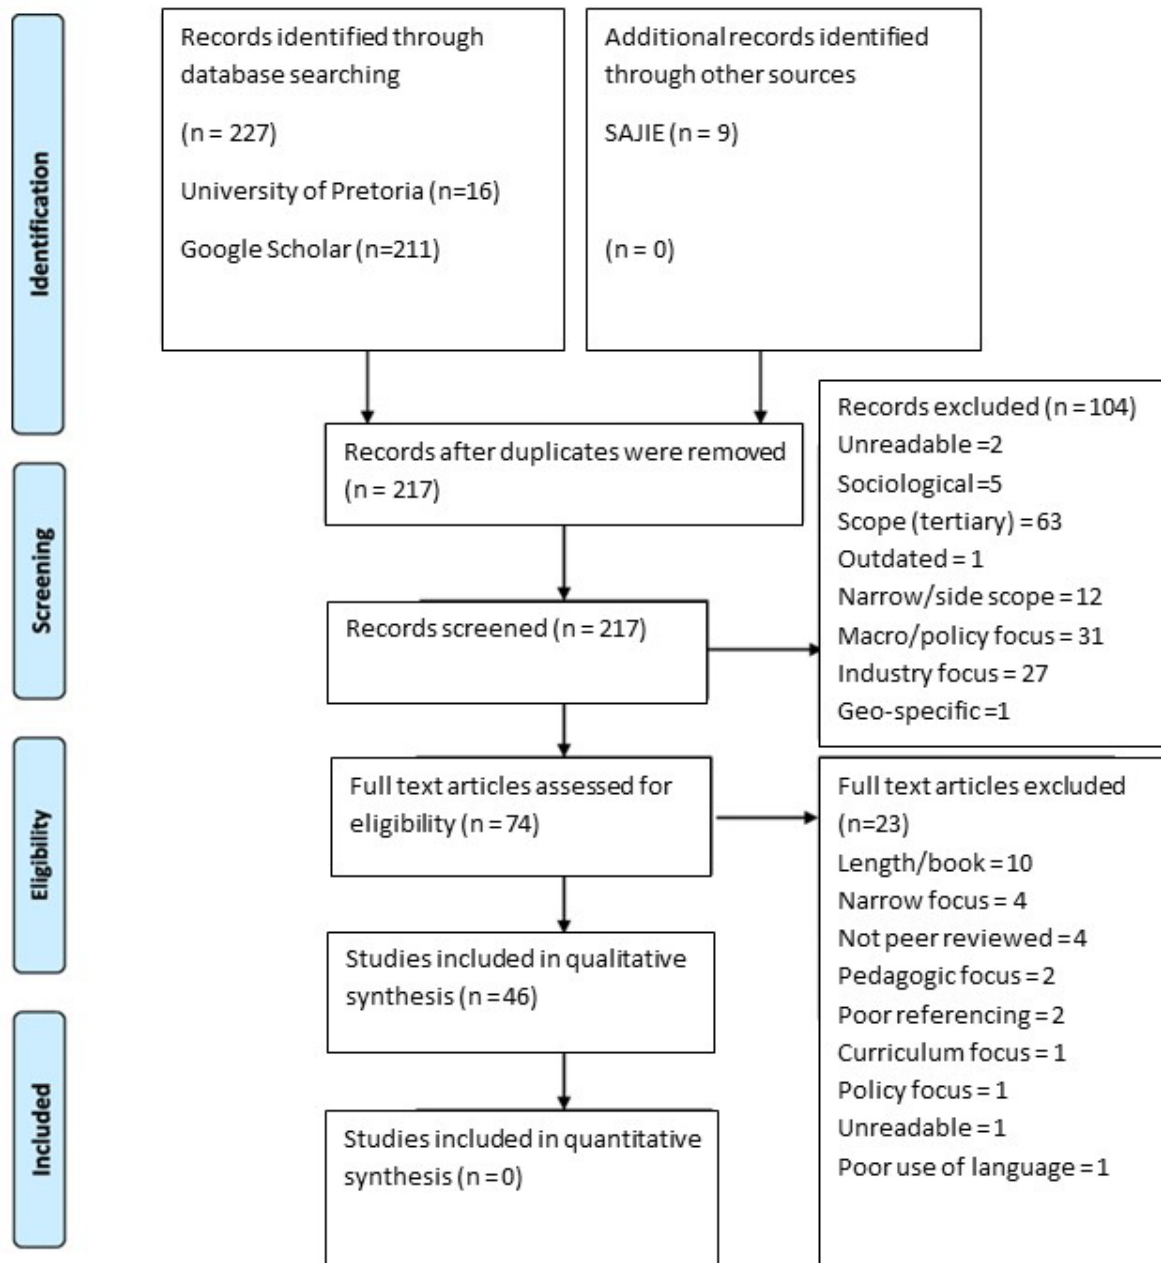 Identification
Records identified through
database searching
(n = 227)
University of Pretoria (n=16)
Google Scholar (n=211)
Additional records identified
through other sources
SAJIE (n = 9)
(n = 0)
Records after duplicates were removed
(n = 217)
Screening
Records screened (n = 217)
Records excluded (n = 104)
Unreadable =2
Sociological =5
Scope (tertiary) = 63
Outdated = 1
Narrow/side scope = 12
Macro/policy focus = 31
Industry focus = 27
Geo-specific =1
Eligibility
Full text articles assessed for
eligibility (n = 74)
Full text articles excluded
(n=23)
Length/book = 10
Narrow focus = 4
Not peer reviewed = 4
Pedagogic focus = 2
Poor referencing = 2
Curriculum focus = 1
Policy focus = 1
Unreadable = 1
Poor use of language = 1
Studies included in qualitative
synthesis (n = 46)
Included
Studies included in quantitative
synthesis (n = 0)